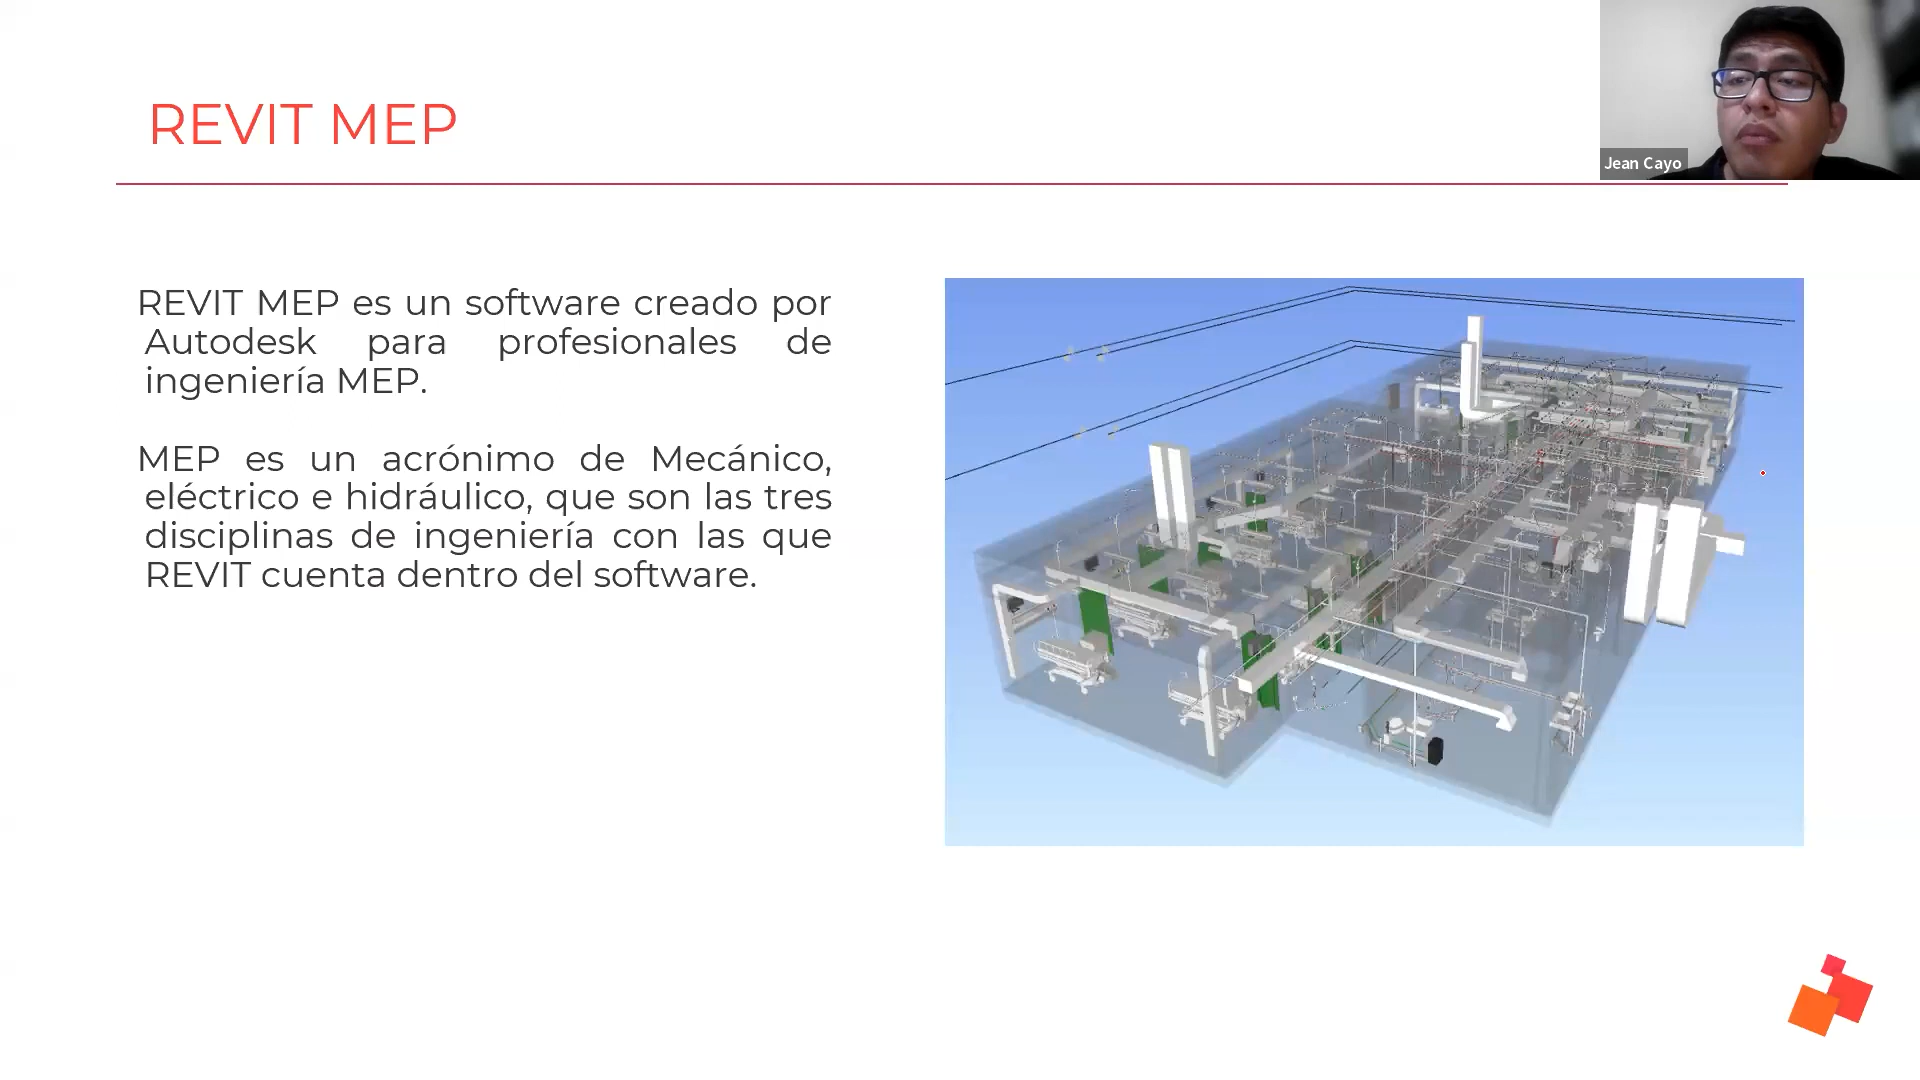 REVIT MEP
Jean Cayo
REVIT MEP es un software creado por
Autodesk para profesionales de
ingeniería MEP.
MEP es un acrónimo de Mecánico,
eléctrico e hidráulico, que son las tres
disciplinas de ingeniería con las que
REVIT cuenta dentro del software.